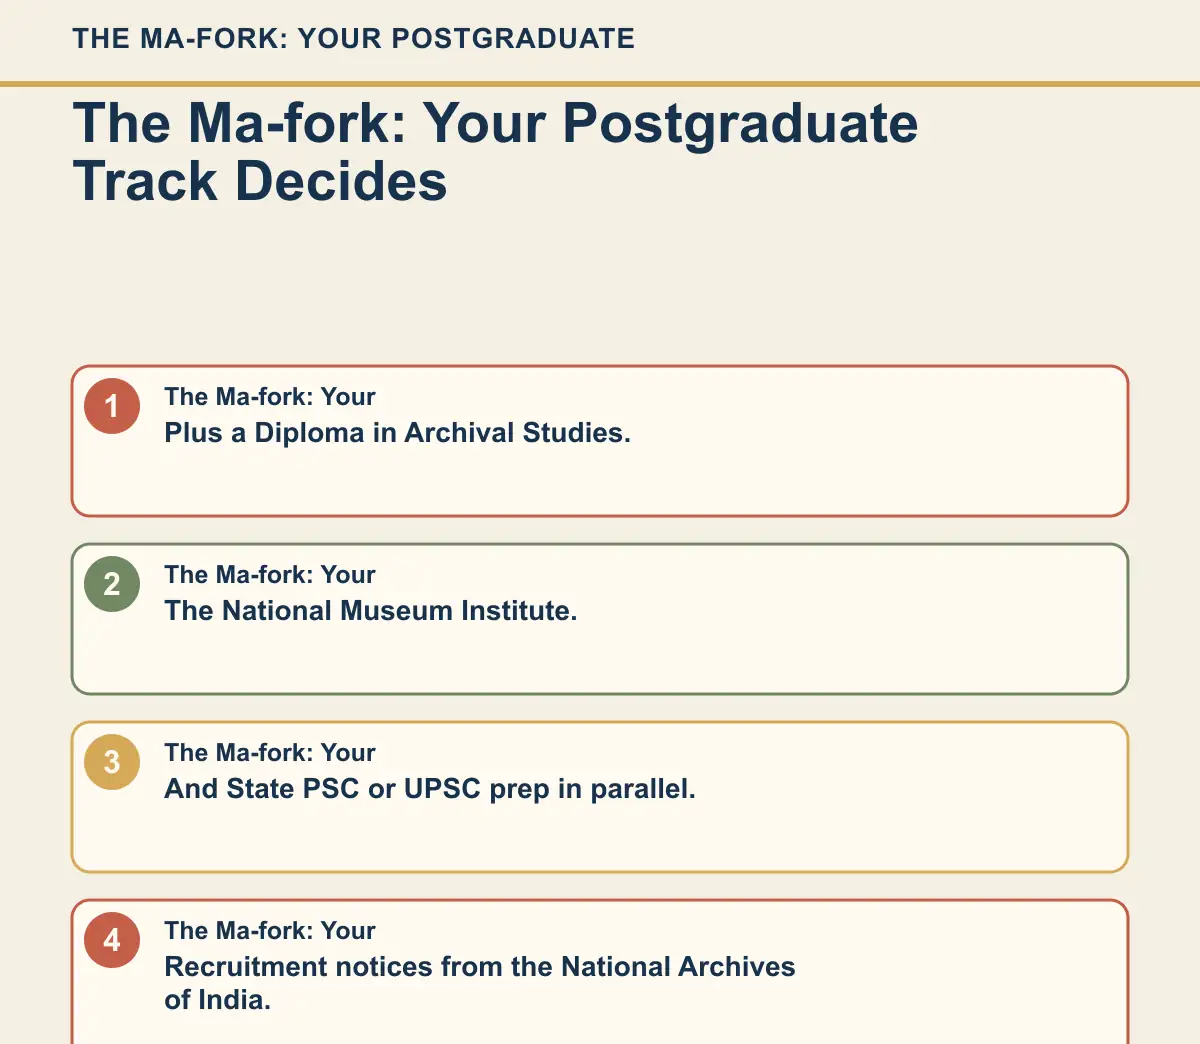 THE MA-FORK: YOUR POSTGRADUATE
The Ma-fork: Your Postgraduate
Track Decides
1
The Ma-fork: Your
Plus a Diploma in Archival Studies.
2
The Ma-fork: Your
The National Museum Institute.
3
The Ma-fork: Your
And State PSC or UPSC prep in parallel.
4
The Ma-fork: Your
Recruitment notices from the National Archives
of India.